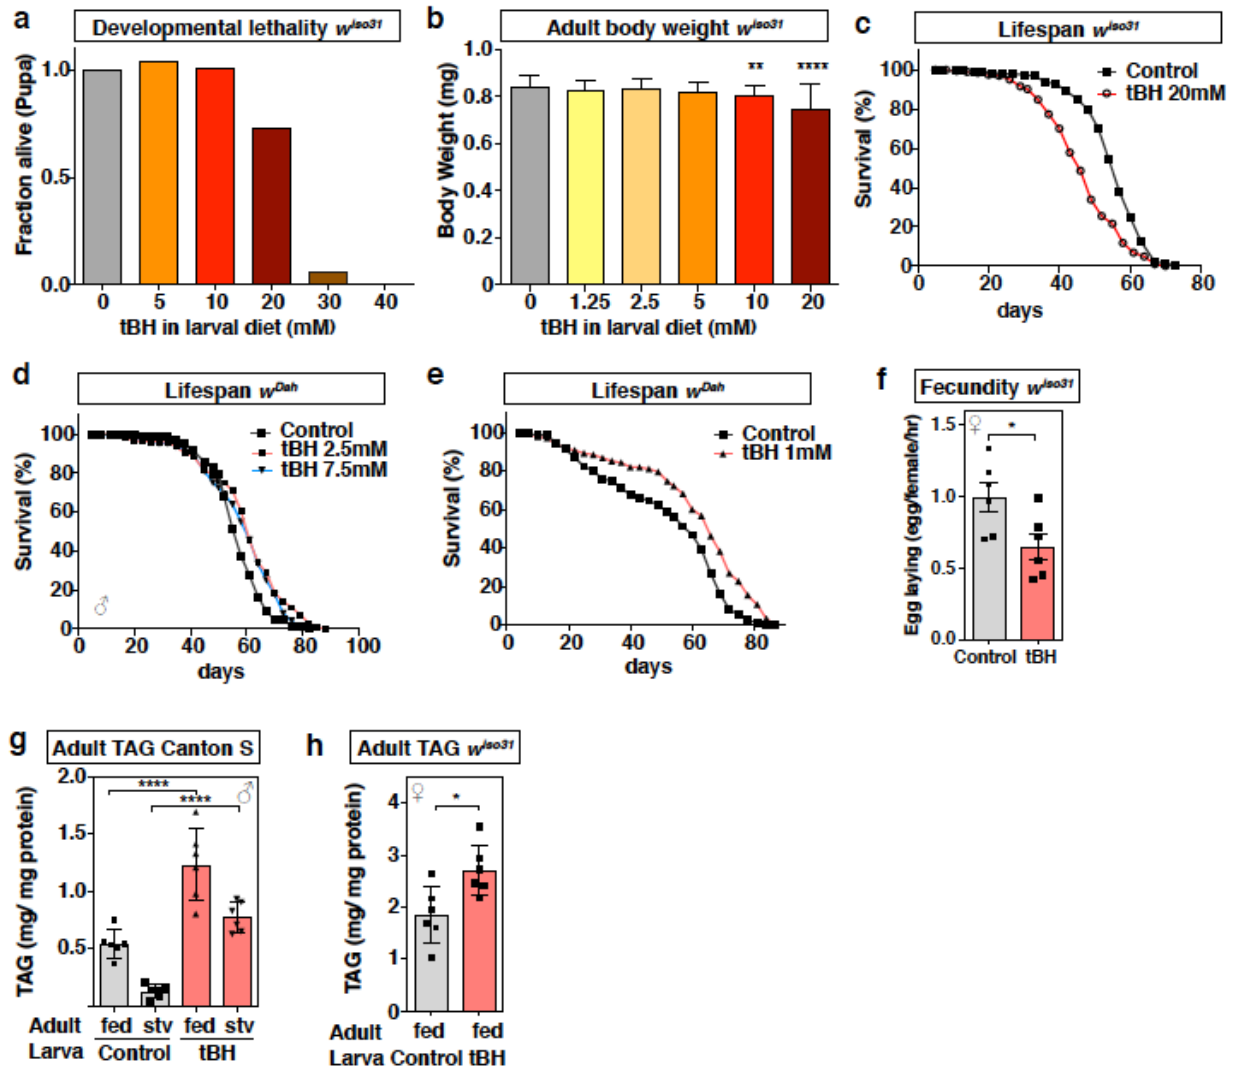 a
Developmental lethality w^iso31
Fraction alive (Pupa)
1.0
0.5
0.0
0 5 10 20 30 40
tBH in larval diet (mM)
b
Adult body weight w^iso31
Body Weight (mg)
1.0
0.8
0.6
0.4
0.2
0
** ****
0 1.25 2.5 5 10 20
tBH in larval diet (mM)
c
Lifespan w^iso31
Survival (%)
100
80
60
40
20
0
Control
tBH 20mM
0 20 40 60 80
days
d
Lifespan w^Dah
Survival (%)
100
80
60
40
20
0
Control
tBH 2.5mM
tBH 7.5mM
♂
0 20 40 60 80 100
days
e
Lifespan w^Dah
Survival (%)
100
80
60
40
20
0
Control
tBH 1mM
0 20 40 60 80
days
f
Fecundity w^iso31
Egg laying (egg/female/hr)
1.5
1.0
0.5
0.0
♀
*
Control tBH
g
Adult TAG Canton S
TAG (mg/ mg protein)
2.0
1.5
1.0
0.5
****
****
♂
Adult fed stv fed stv
Larva Control tBH
h
Adult TAG w^iso31
TAG (mg/ mg protein)
4
3
2
1
0
♀
*
Adult fed fed
Larva Control tBH